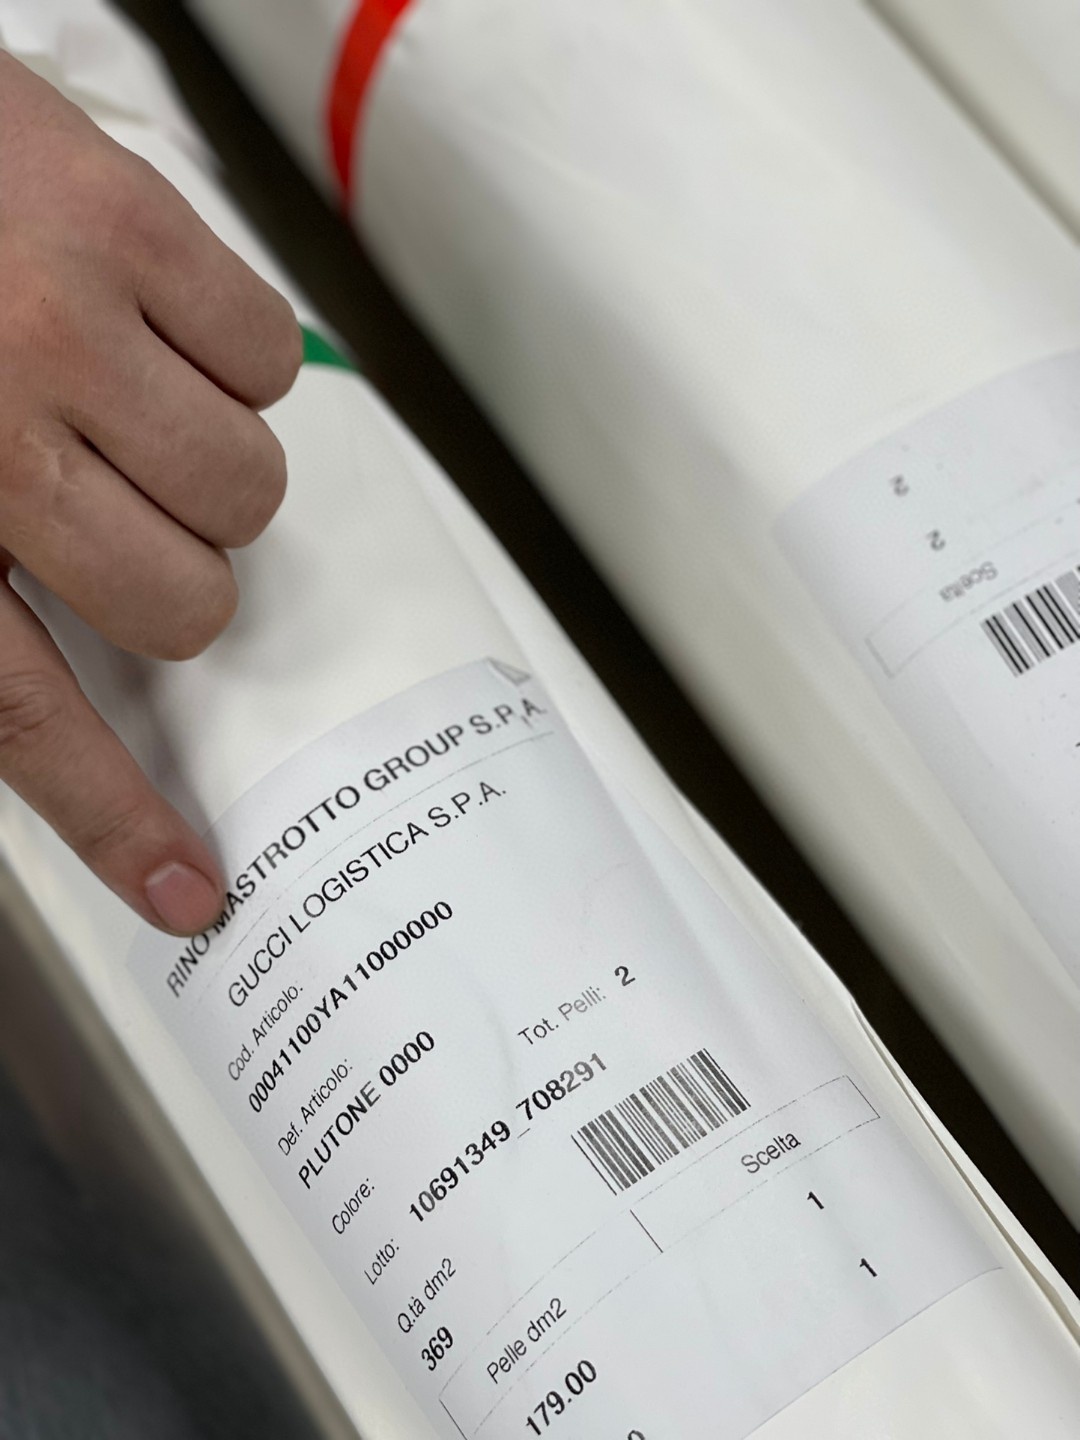 RINO MASTROTTO GROUP S.P.A.
GUCCI LOGISTICA S.P.A.
Cod. Articolo:
00041100YA11000000
Def. Articolo:
PLUTONE 0000
Tot. Pelli: 2
Colore:
Lotto: 10691349_708291
Q.tà dm2
369
Pelle dm2 Scelta
179.00 1
0 1
Scelta
2
2